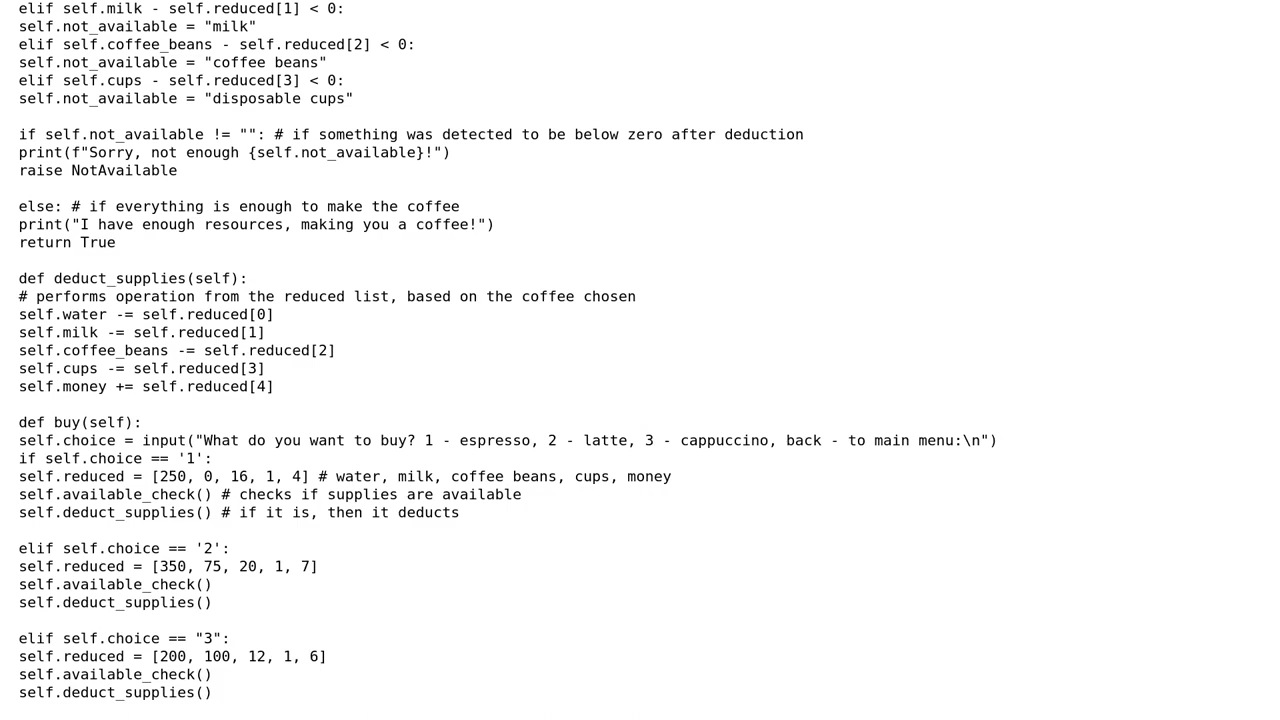 elif self.milk - self.reduced[1] < 0:
self.not_available = "milk"
elif self.coffee_beans - self.reduced[2] < 0:
self.not_available = "coffee beans"
elif self.cups - self.reduced[3] < 0:
self.not_available = "disposable cups"
if self.not_available != "": # if something was detected to be below zero after deduction
print(f"Sorry, not enough {self.not_available}!")
raise NotAvailable
else: # if everything is enough to make the coffee
print("I have enough resources, making you a coffee!")
return True
def deduct_supplies(self):
# performs operation from the reduced list, based on the coffee chosen
self.water -= self.reduced[0]
self.milk -= self.reduced[1]
self.coffee_beans -= self.reduced[2]
self.cups -= self.reduced[3]
self.money += self.reduced[4]
def buy(self):
self.choice = input("What do you want to buy? 1 - espresso, 2 - latte, 3 - cappuccino, back - to main menu:\n")
if self.choice == '1':
self.reduced = [250, 0, 16, 1, 4] # water, milk, coffee beans, cups, money
self.available_check() # checks if supplies are available
self.deduct_supplies() # if it is, then it deducts
elif self.choice == '2':
self.reduced = [350, 75, 20, 1, 7]
self.available_check()
self.deduct_supplies()
elif self.choice == "3":
self.reduced = [200, 100, 12, 1, 6]
self.available_check()
self.deduct_supplies()